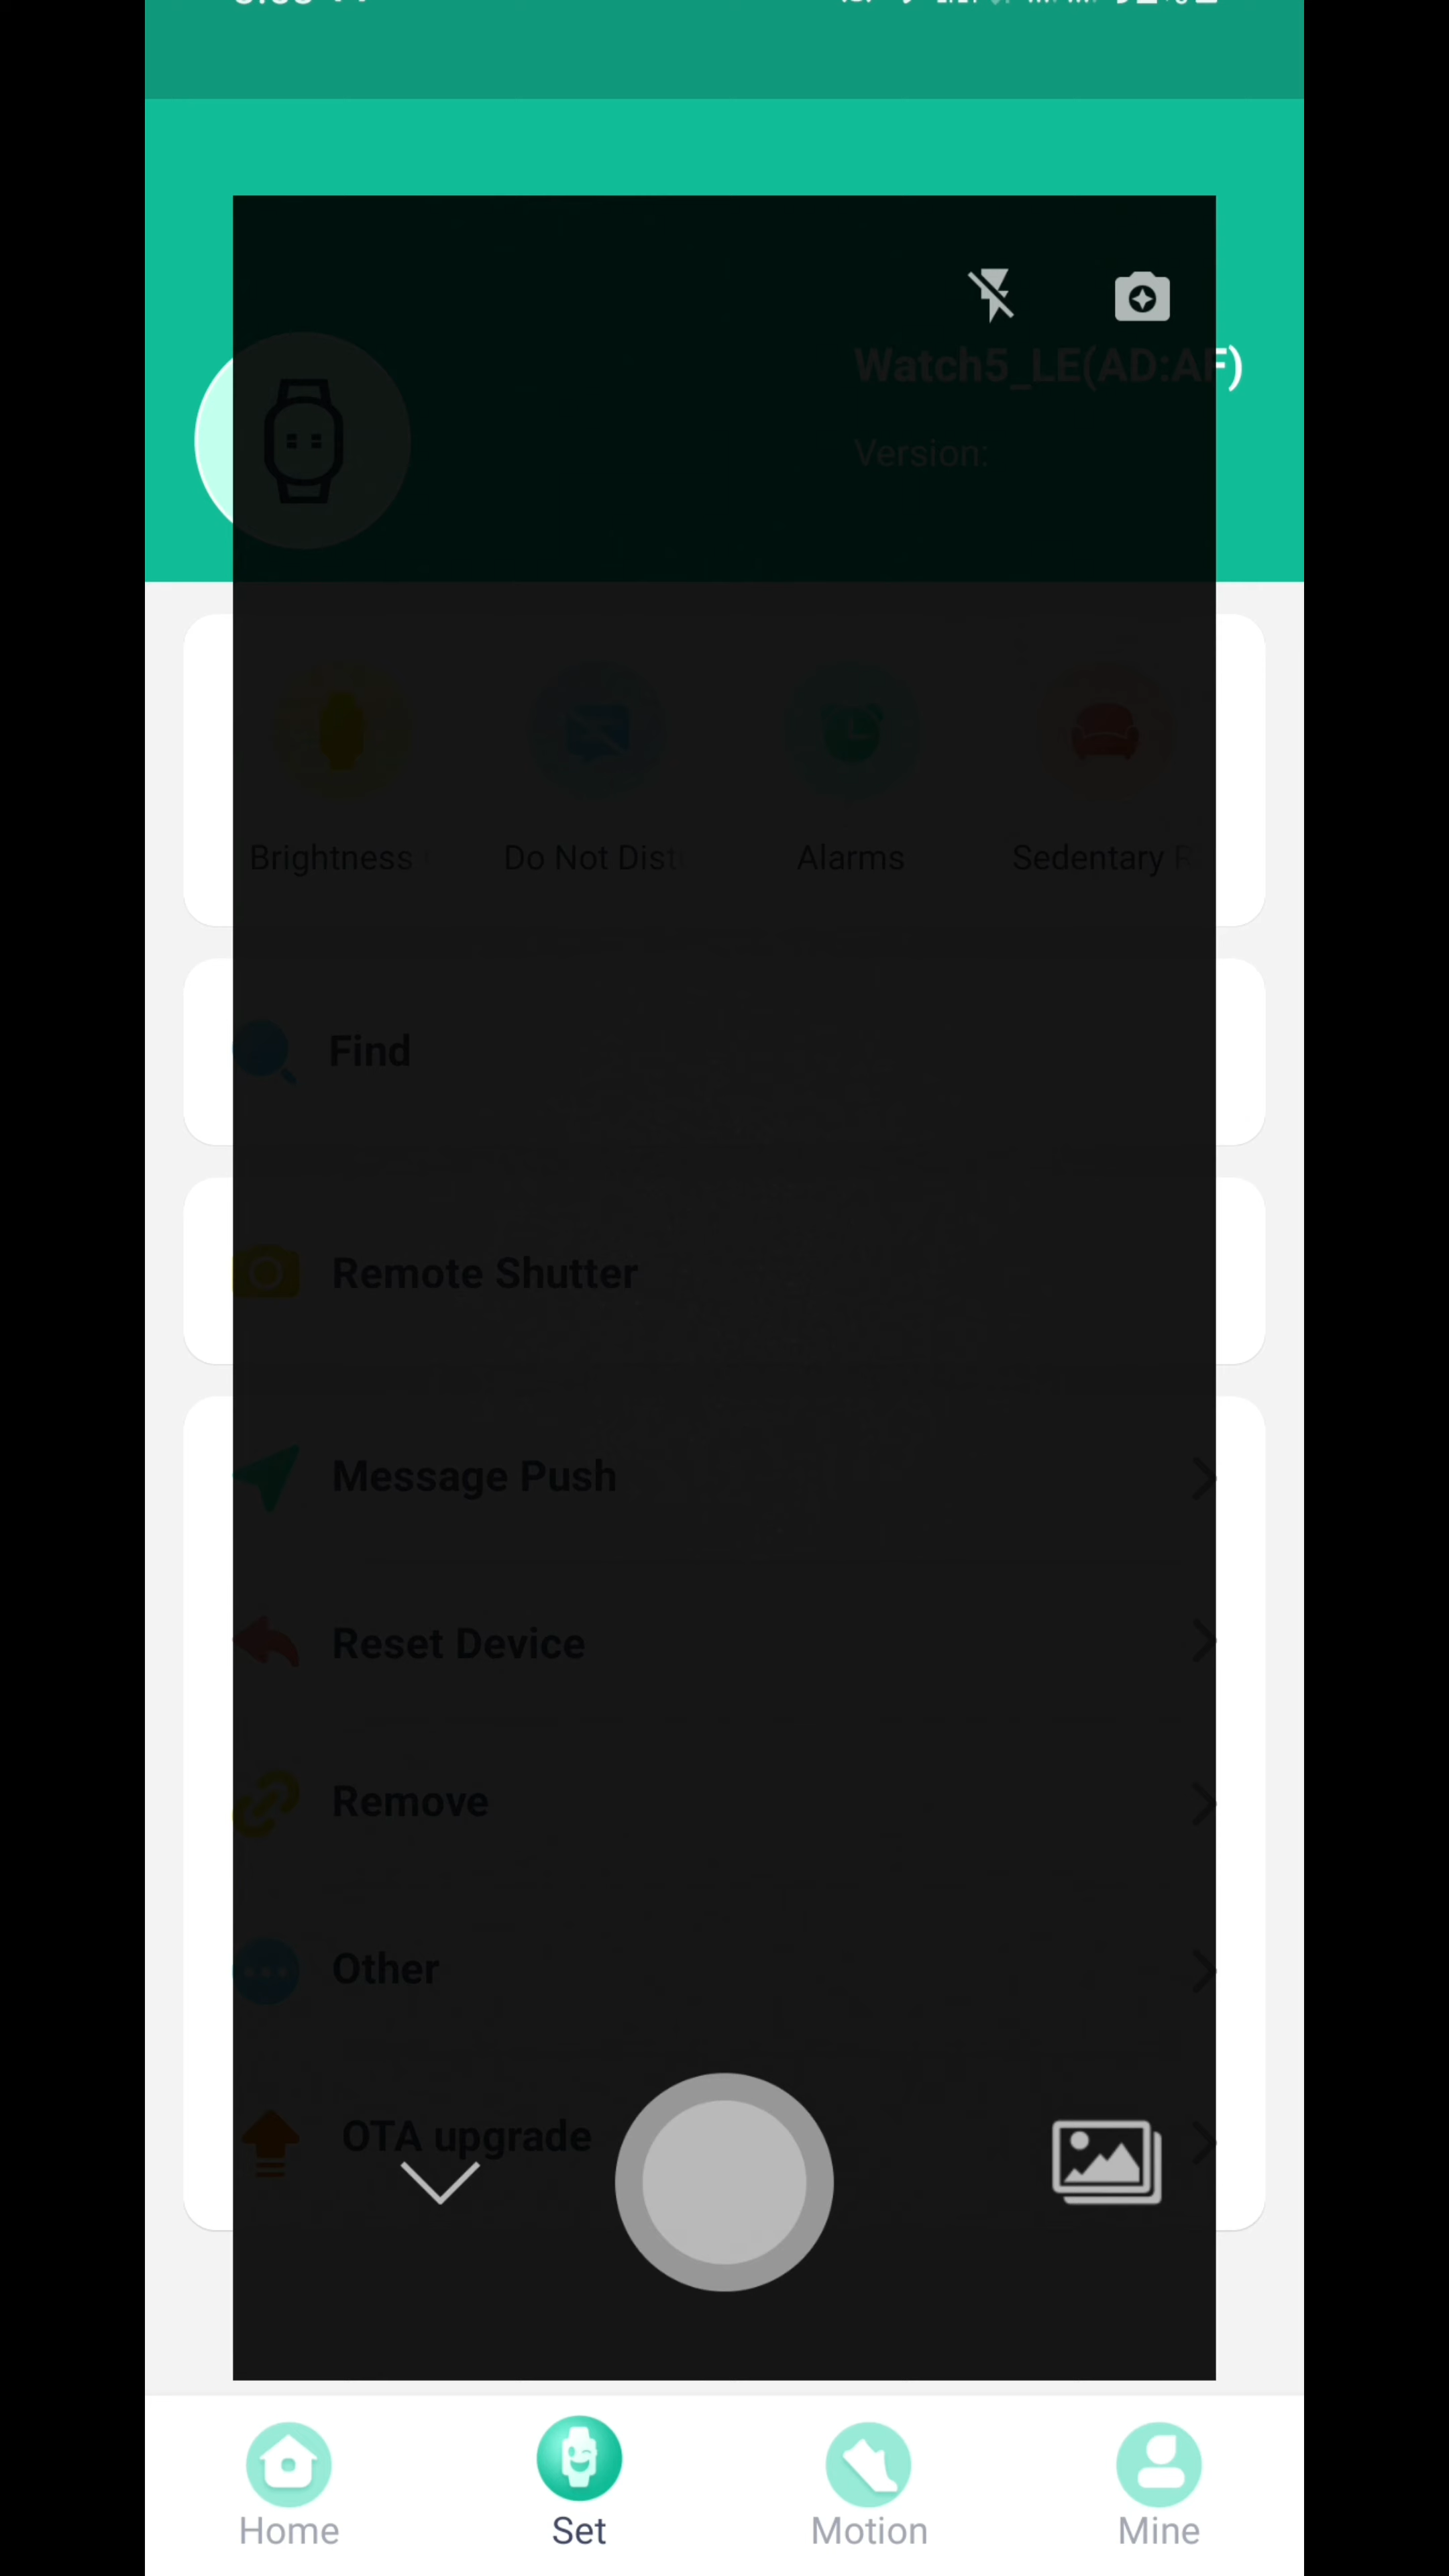 Watch5_LE(AD:AF)
Version:
Brightness
Do Not Dist
Alarms
Sedentary R
Find
Remote Shutter
Message Push
Reset Device
Remove
Other
OTA upgrade
Home
Set
Motion
Mine